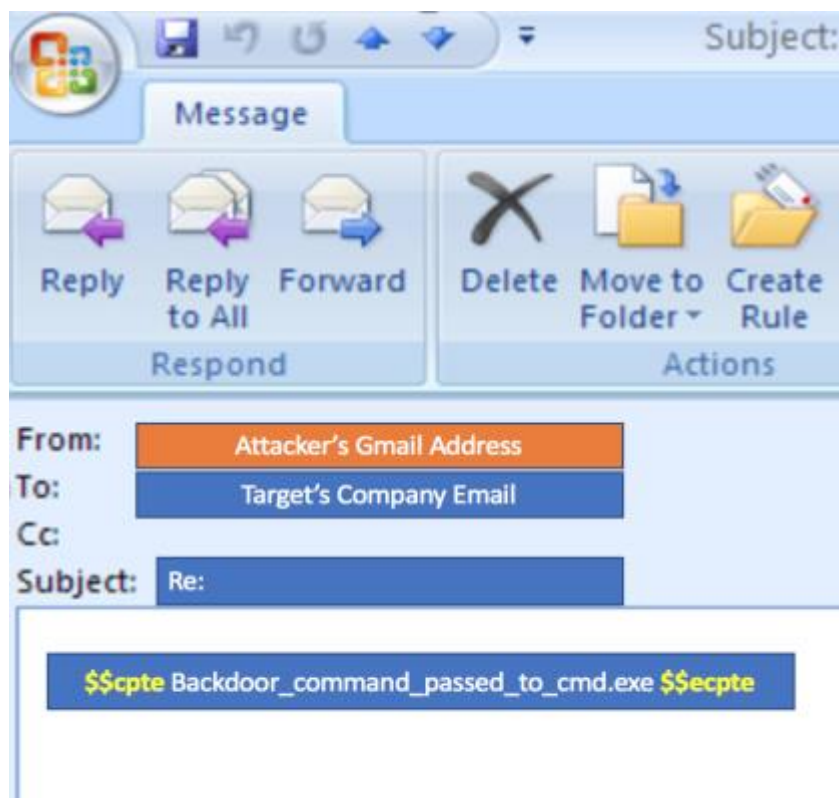 Subject:
Message
Reply Reply to All Forward Delete Move to Folder Create Rule
Respond Actions
From: Attacker's Gmail Address
To: Target's Company Email
Cc:
Subject: Re:
$$cpte Backdoor_command_passed_to_cmd.exe $$ecpte